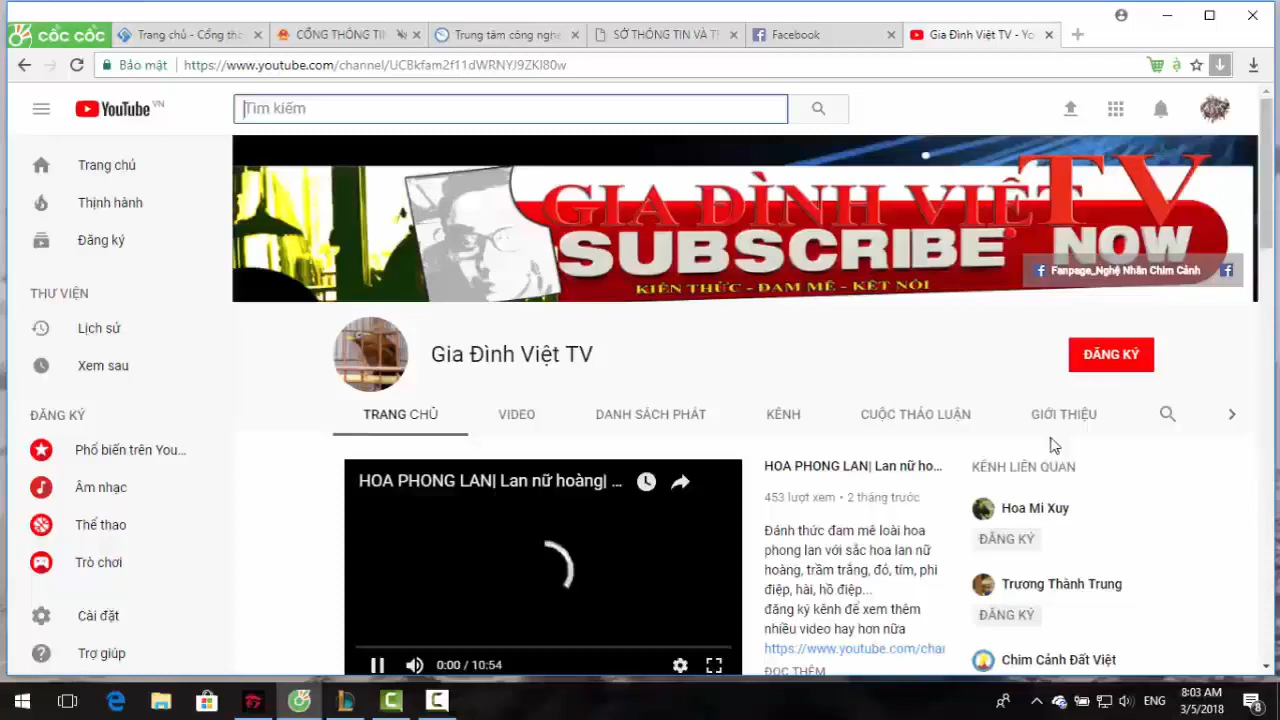 cốc cốc
Trang chủ - Cổng thô
CỔNG THÔNG TIN
Trung tâm công nghệ
SỞ THÔNG TIN VÀ TR
Facebook
Gia Đình Việt TV - Yo
Bảo mật
https://www.youtube.com/channel/UCBkfam2f11dWRNYJ9ZKl80w
YouTube VN
Tìm kiếm
Trang chủ
Thịnh hành
Đăng ký
THƯ VIỆN
Lịch sử
Xem sau
ĐĂNG KÝ
Phổ biến trên You...
Âm nhạc
Thể thao
Trò chơi
Cài đặt
Trợ giúp
GIA ĐÌNH VIỆT TV
SUBSCRIBE NOW
KIẾN THỨC - ĐAM MÊ - KẾT NỐI
Fanpage_Nghệ Nhân Chim Cảnh
Gia Đình Việt TV
ĐĂNG KÝ
TRANG CHỦ
VIDEO
DANH SÁCH PHÁT
KÊNH
CUỘC THẢO LUẬN
GIỚI THIỆU
HOA PHONG LAN| Lan nữ hoàng| ...
0:00 / 10:54
HOA PHONG LAN| Lan nữ ho...
453 lượt xem • 2 tháng trước
Đánh thức đam mê loài hoa
phong lan với sắc hoa lan nữ
hoàng, trầm trắng, đỏ, tím, phi
điệp, hài, hồ điệp...
đăng ký kênh để xem thêm
nhiều video hay hơn nữa
https://www.youtube.com/chan
ĐỌC THÊM
KÊNH LIÊN QUAN
Hoa Mi Xuy
ĐĂNG KÝ
Trương Thành Trung
ĐĂNG KÝ
Chim Cảnh Đất Việt
ENG
8:03 AM
3/5/2018
8